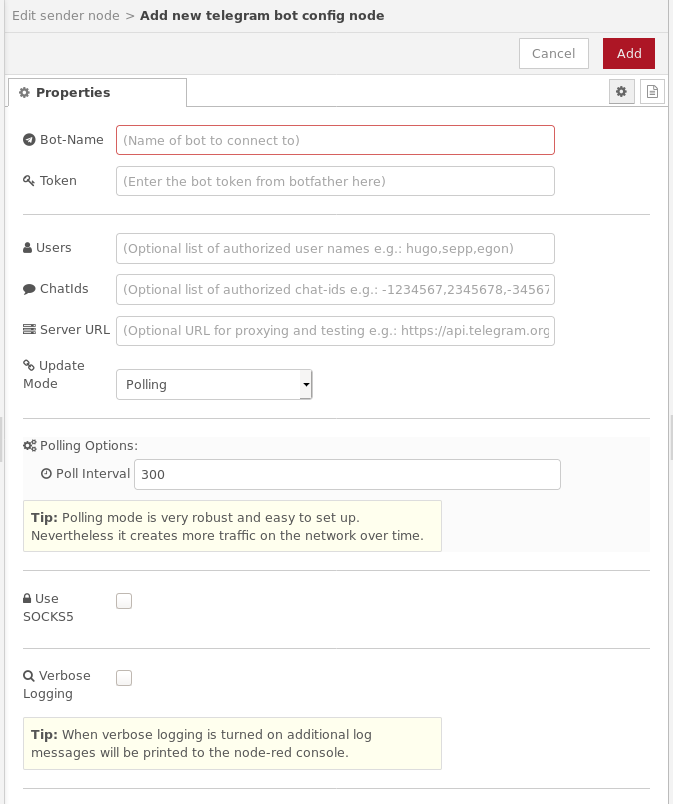 Edit sender node > Add new telegram bot config node
Cancel
Add
Properties
Bot-Name
(Name of bot to connect to)
Token
(Enter the bot token from botfather here)
Users
(Optional list of authorized user names e.g.: hugo,sepp,egon)
ChatIds
(Optional list of authorized chat-ids e.g.: -1234567,2345678,-34567
Server URL
(Optional URL for proxying and testing e.g.: https://api.telegram.org
Update
Mode
Polling
Polling Options:
Poll Interval
300
Tip: Polling mode is very robust and easy to set up.
Nevertheless it creates more traffic on the network over time.
Use
SOCKS5
Verbose
Logging
Tip: When verbose logging is turned on additional log
messages will be printed to the node-red console.